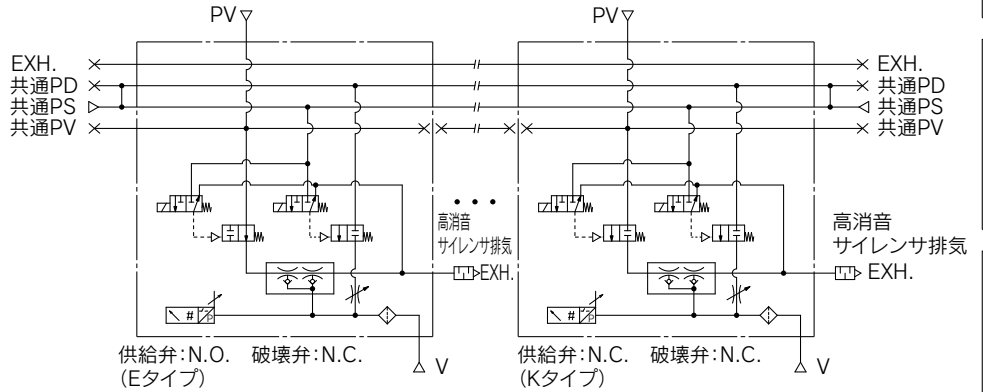 PV
PV
EXH.
共通PD
共通PS
共通PV
EXH.
共通PD
共通PS
共通PV
高消音
サイレンサ排気
EXH.
高消音
サイレンサ排気
EXH.
#
P
#
P
供給弁:N.O.
(Eタイプ)
破壊弁:N.C.
V
供給弁:N.C.
(Kタイプ)
破壊弁:N.C.
V